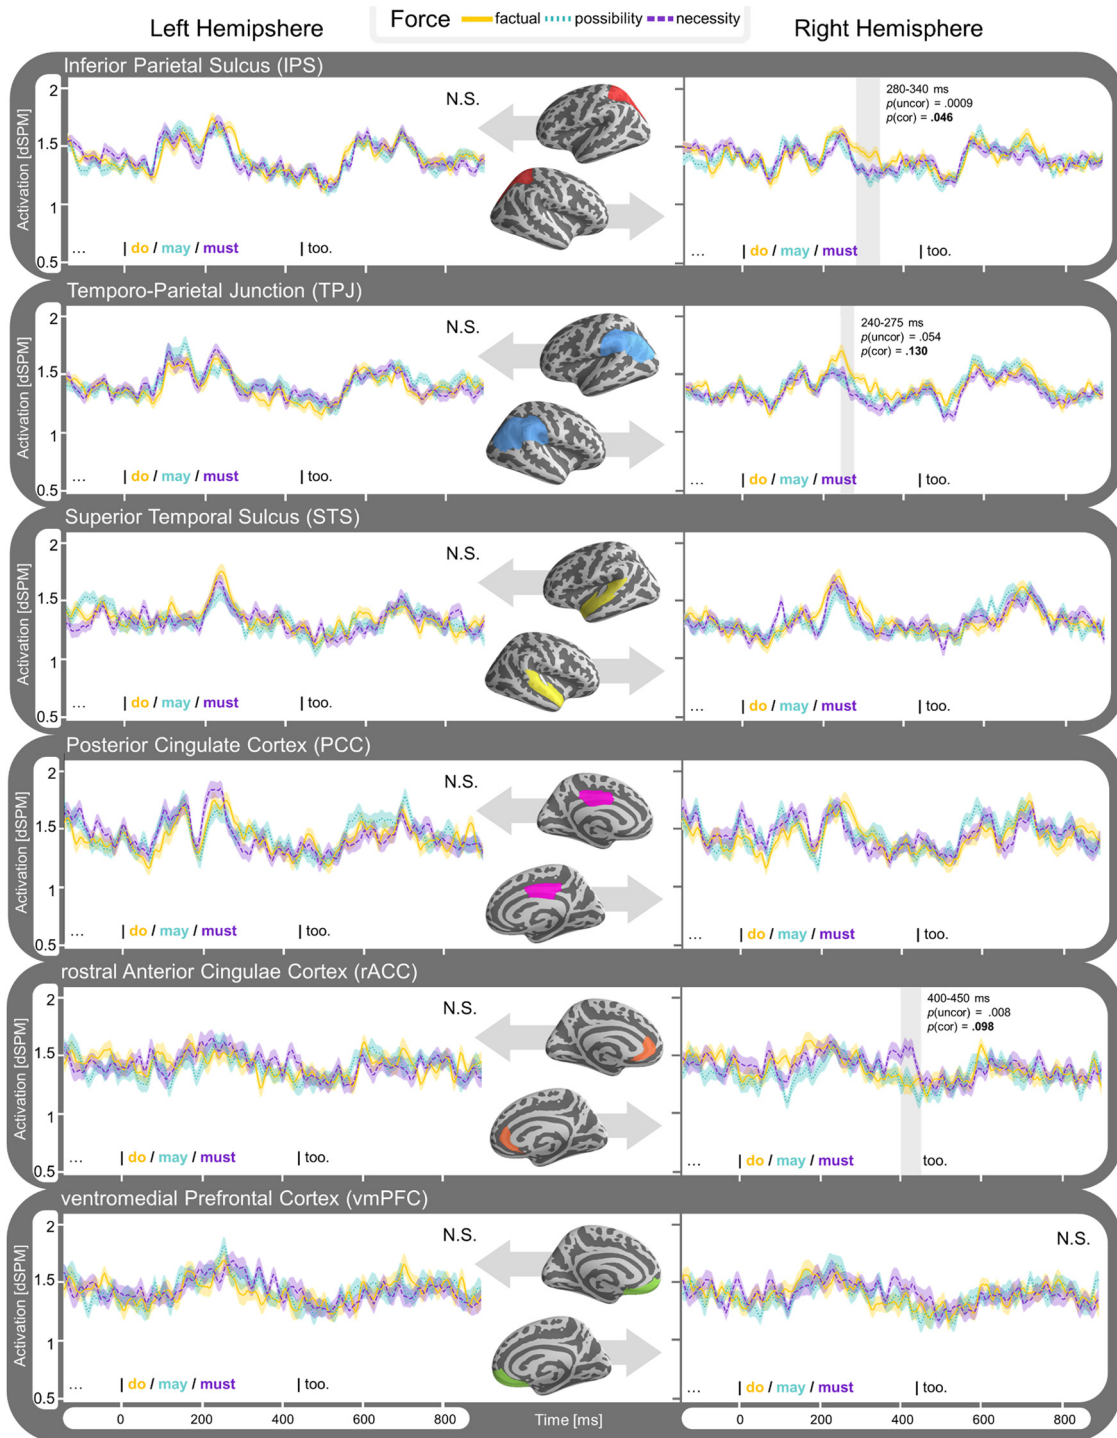 Force factual possibility necessity
Left Hemipshere
Right Hemisphere
Inferior Parietal Sulcus (IPS)
Activation [dSPM]
2
1.5
1
0.5
N.S.
280-340 ms
p(uncor) = .0009
p(cor) = .046
... | do / may / must | too.
... | do / may / must | too.
Temporo-Parietal Junction (TPJ)
Activation [dSPM]
2
1.5
1
0.5
N.S.
240-275 ms
p(uncor) = .054
p(cor) = .130
... | do / may / must | too.
... | do / may / must | too.
Superior Temporal Sulcus (STS)
Activation [dSPM]
2
1.5
1
0.5
N.S.
... | do / may / must | too.
... | do / may / must | too.
Posterior Cingulate Cortex (PCC)
Activation [dSPM]
2
1.5
1
0.5
N.S.
... | do / may / must | too.
... | do / may / must | too.
rostral Anterior Cingulae Cortex (rACC)
Activation [dSPM]
2
1.5
1
0.5
N.S.
400-450 ms
p(uncor) = .008
p(cor) = .098
... | do / may / must | too.
... | do / may / must too.
ventromedial Prefrontal Cortex (vmPFC)
Activation [dSPM]
2
1.5
1
0.5
N.S.
N.S.
... | do / may / must | too.
... | do / may / must | too.
0 200 400 600 800 Time [ms] 0 200 400 600 800